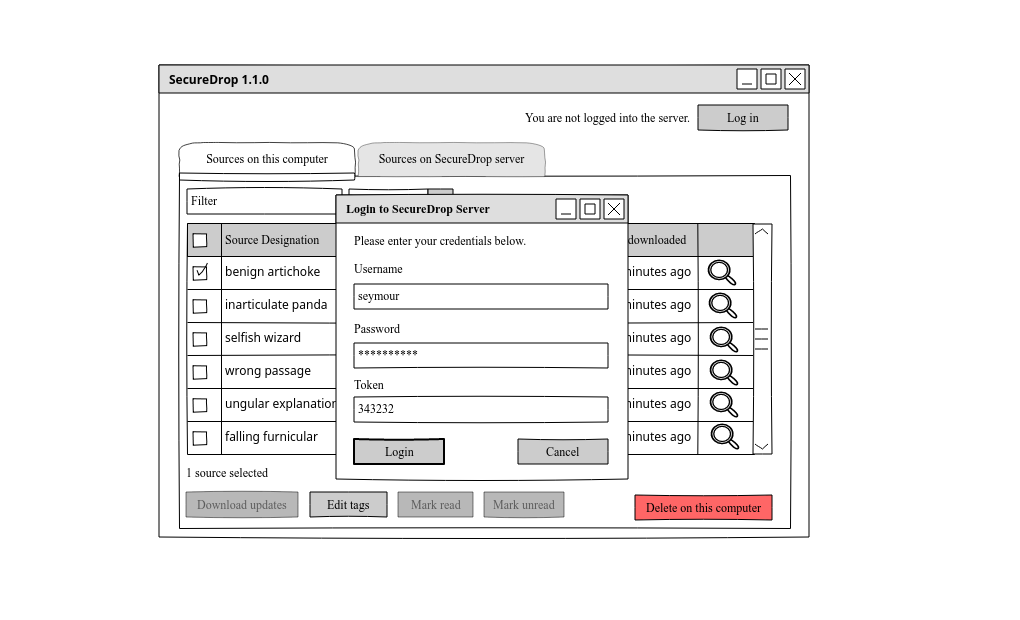 SecureDrop 1.1.0
You are not logged into the server.
Log in
Sources on this computer
Sources on SecureDrop server
Filter
Login to SecureDrop Server
Please enter your credentials below.
Username
seymour
Password
**********
Token
343232
Login
Cancel
Source Designation
downloaded
benign artichoke
minutes ago
inarticulate panda
minutes ago
selfish wizard
minutes ago
wrong passage
minutes ago
ungular explanation
minutes ago
falling furnicular
minutes ago
1 source selected
Download updates
Edit tags
Mark read
Mark unread
Delete on this computer